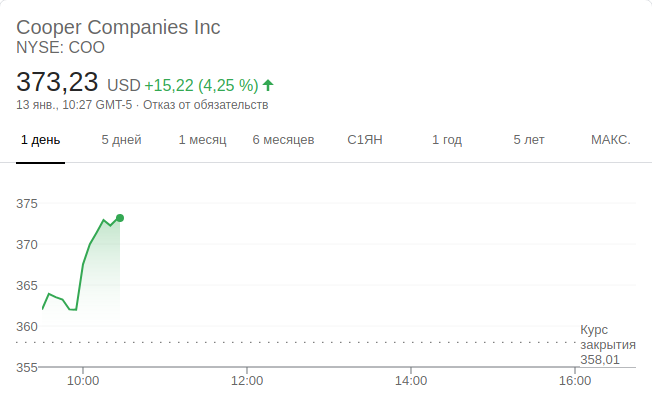 Cooper Companies Inc
NYSE: COO
373,23 USD +15,22 (4,25 %)
13 янв., 10:27 GMT-5 · Отказ от обязательств
1 день 5 дней 1 месяц 6 месяцев С1ЯН 1 год 5 лет МАКС.
375
370
365
360
355
Курс
закрытия
358,01
10:00 12:00 14:00 16:00